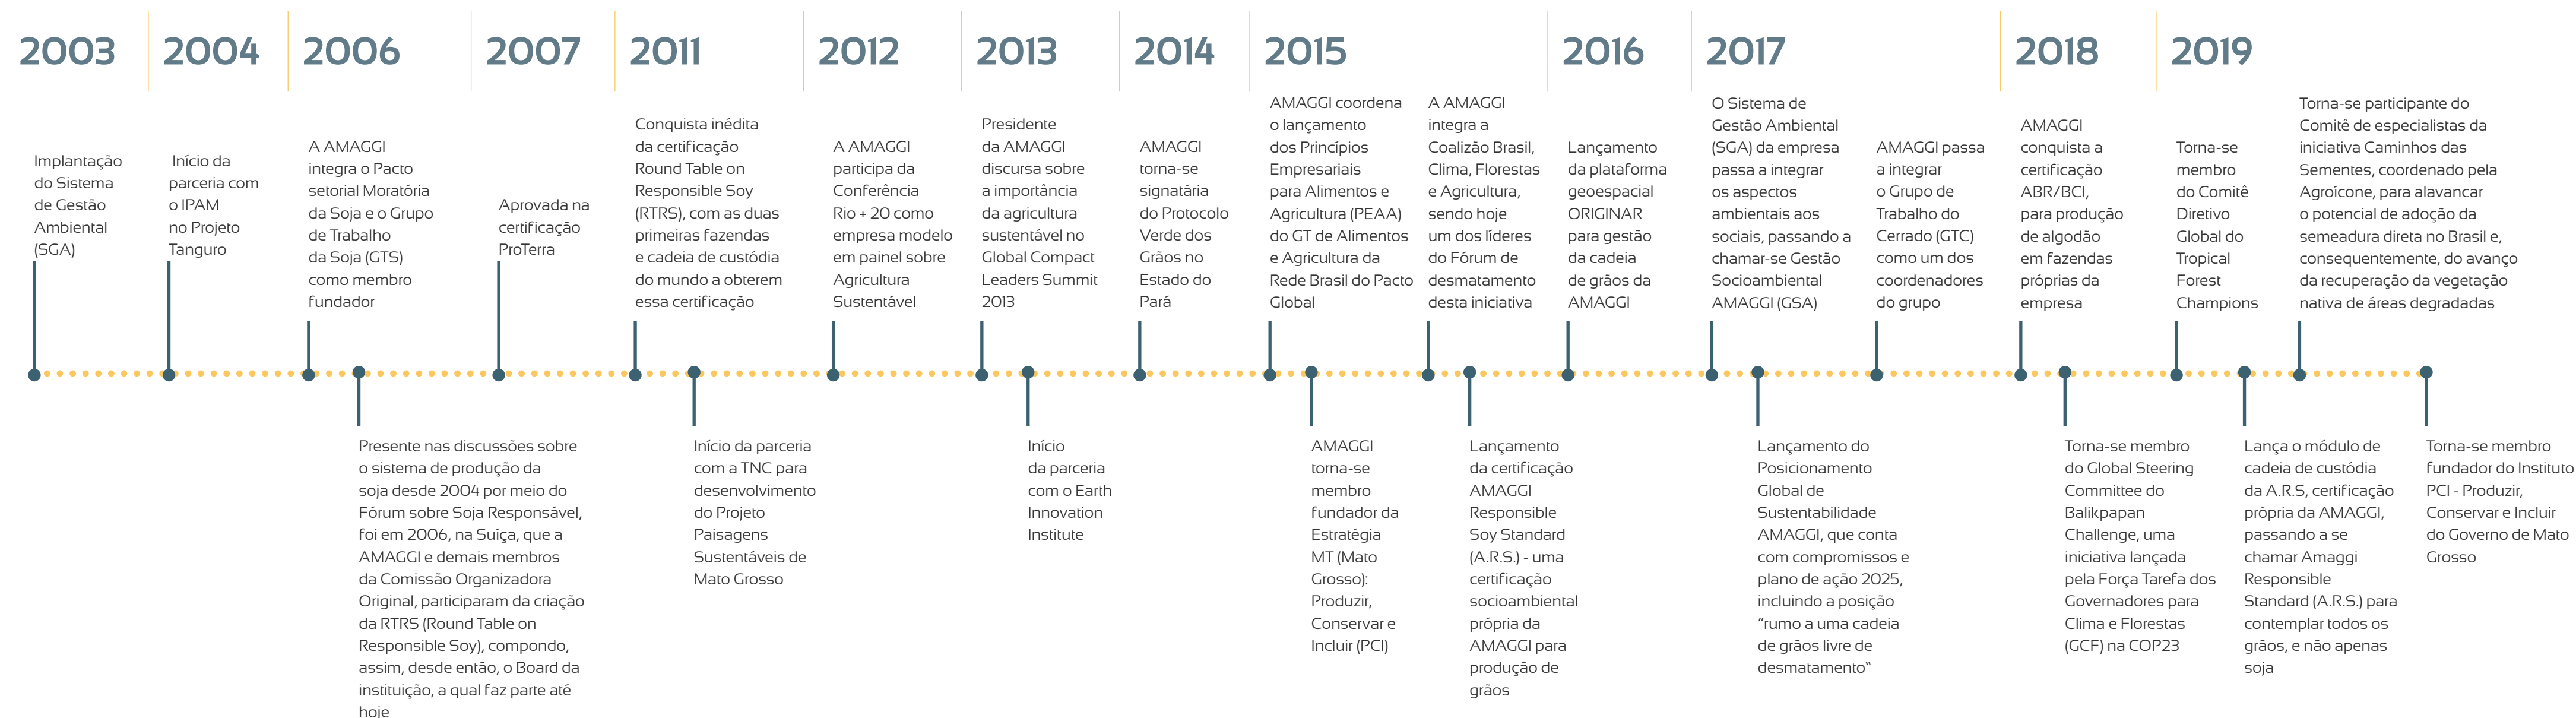 2003
2004
2006
2007
2011
2012
2013
2014
2015
2016
2017
2018
2019
Implantação
do Sistema
de Gestão
Ambiental
(SGA)
Início da
parceria com
o IPAM
no Projeto
Tanguro
A AMAGGI
integra o Pacto
setorial Moratória
da Soja e o Grupo
de Trabalho
da Soja (GTS)
como membro
fundador
Aprovada na
certificação
ProTerra
Conquista inédita
da certificação
Round Table on
Responsible Soy
(RTRS), com as duas
primeiras fazendas
e cadeia de custódia
do mundo a obterem
essa certificação
A AMAGGI
participa da
Conferência
Rio + 20 como
empresa modelo
em painel sobre
Agricultura
Sustentável
Presidente
da AMAGGI
discursa sobre
a importância
da agricultura
sustentável no
Global Compact
Leaders Summit
2013
AMAGGI
torna-se
signatária
do Protocolo
Verde dos
Grãos no
Estado do
Pará
AMAGGI coordena
o lançamento
dos Princípios
Empresariais
para Alimentos e
Agricultura (PEAA)
do GT de Alimentos
e Agricultura da
Rede Brasil do Pacto
Global
A AMAGGI
integra a
Coalizão Brasil,
Clima, Florestas
e Agricultura,
sendo hoje
um dos líderes
do Fórum de
desmatamento
desta iniciativa
Lançamento
da plataforma
geoespacial
ORIGINAR
para gestão
da cadeia
de grãos da
AMAGGI
O Sistema de
Gestão Ambiental
(SGA) da empresa
passa a integrar
os aspectos
ambientais aos
sociais, passando a
chamar-se Gestão
Socioambiental
AMAGGI (GSA)
AMAGGI passa
a integrar
o Grupo de
Trabalho do
Cerrado (GTC)
como um dos
coordenadores
do grupo
AMAGGI
conquista a
certificação
ABR/BCI,
para produção
de algodão
em fazendas
próprias da
empresa
Torna-se
membro
do Comitê
Diretivo
Global do
Tropical
Forest
Champions
Torna-se participante do
Comitê de especialistas da
iniciativa Caminhos das
Sementes, coordenado pela
Agroícone, para alavancar
o potencial de adoção da
semeadura direta no Brasil e,
consequentemente, do avanço
da recuperação da vegetação
nativa de áreas degradadas
Presente nas discussões sobre
o sistema de produção da
soja desde 2004 por meio do
Fórum sobre Soja Responsável,
foi em 2006, na Suíça, que a
AMAGGI e demais membros
da Comissão Organizadora
Original, participaram da criação
da RTRS (Round Table on
Responsible Soy), compondo,
assim, desde então, o Board da
instituição, a qual faz parte até
hoje
Início da parceria
com a TNC para
desenvolvimento
do Projeto
Paisagens
Sustentáveis de
Mato Grosso
Início
da parceria
com o Earth
Innovation
Institute
AMAGGI
torna-se
membro
fundador da
Estratégia
MT (Mato
Grosso):
Produzir,
Conservar e
Incluir (PCI)
Lançamento
da certificação
AMAGGI
Responsible
Soy Standard
(A.R.S.) - uma
certificação
socioambiental
própria da
AMAGGI para
produção de
grãos
Lançamento do
Posicionamento
Global de
Sustentabilidade
AMAGGI, que conta
com compromissos e
plano de ação 2025,
incluindo a posição
“rumo a uma cadeia
de grãos livre de
desmatamento“
Torna-se membro
do Global Steering
Committee do
Balikpapan
Challenge, uma
iniciativa lançada
pela Força Tarefa dos
Governadores para
Clima e Florestas
(GCF) na COP23
Lança o módulo de
cadeia de custódia
da A.R.S, certificação
própria da AMAGGI,
passando a se
chamar Amaggi
Responsible
Standard (A.R.S.) para
contemplar todos os
grãos, e não apenas
soja
Torna-se membro
fundador do Instituto
PCI - Produzir,
Conservar e Incluir
do Governo de Mato
Grosso